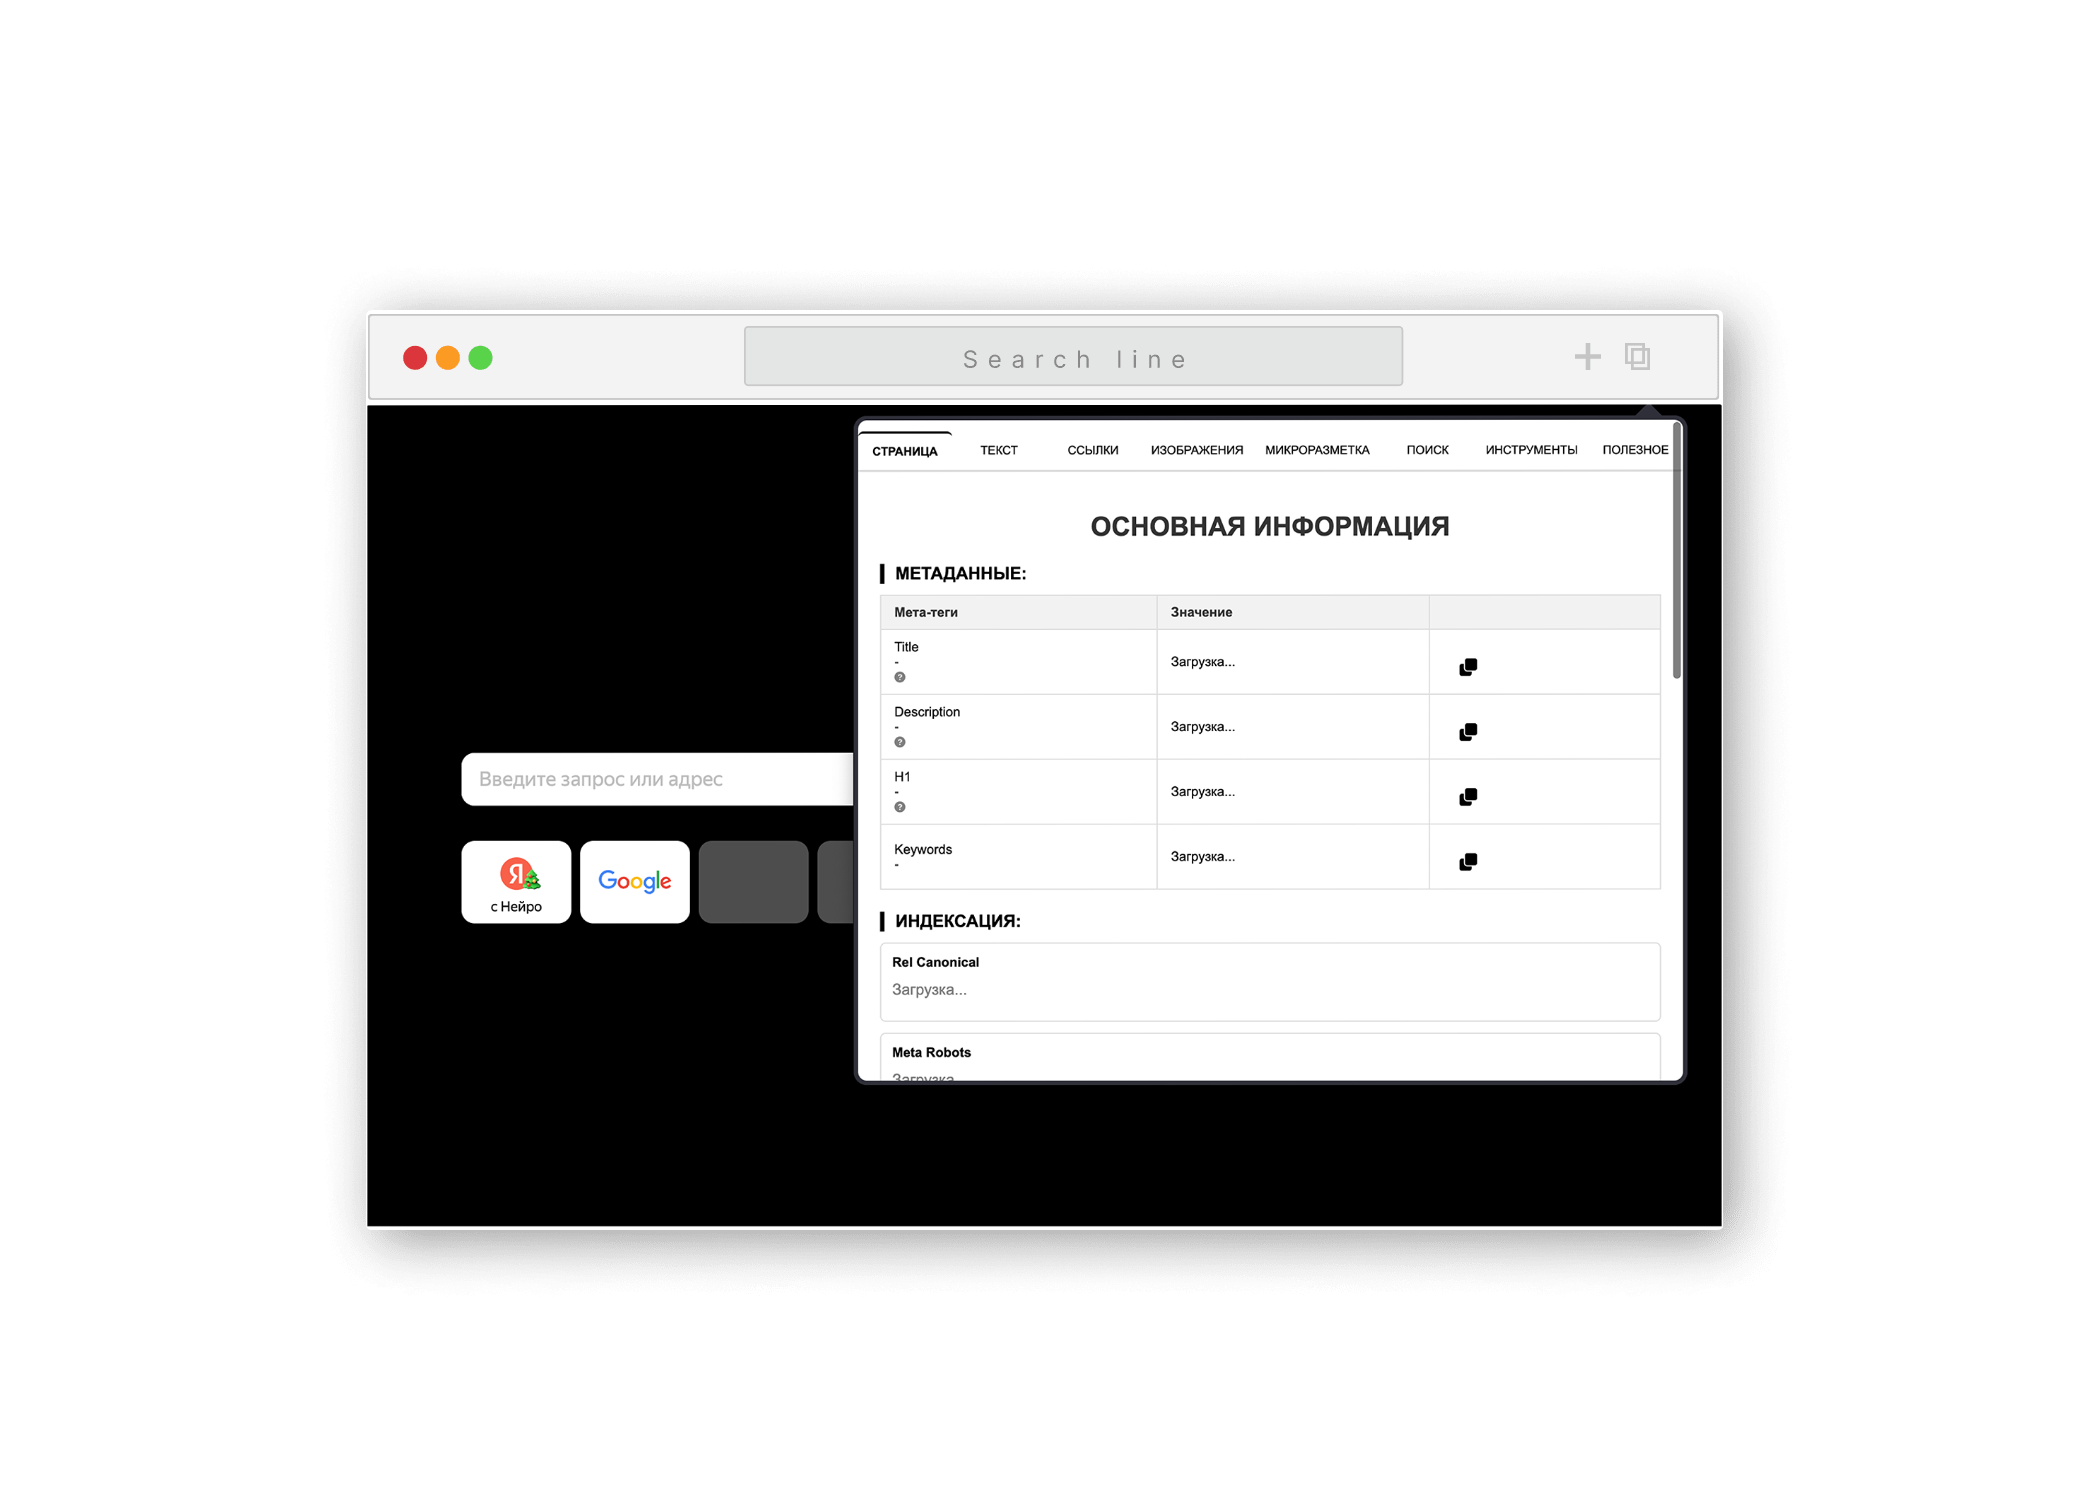 Search line
СТРАНИЦА ТЕКСТ ССЫЛКИ ИЗОБРАЖЕНИЯ МИКРОРАЗМЕТКА ПОИСК ИНСТРУМЕНТЫ ПОЛЕЗНОЕ
ОСНОВНАЯ ИНФОРМАЦИЯ
МЕТАДАННЫЕ:
Мета-теги Значение
Title
-
? 
Загрузка...
Description
-
?
Загрузка...
H1
-
?
Загрузка...
Keywords
-
Загрузка...
ИНДЕКСАЦИЯ:
Rel Canonical
Загрузка...
Meta Robots
Загрузка...
Введите запрос или адрес
Я
с Нейро
Google